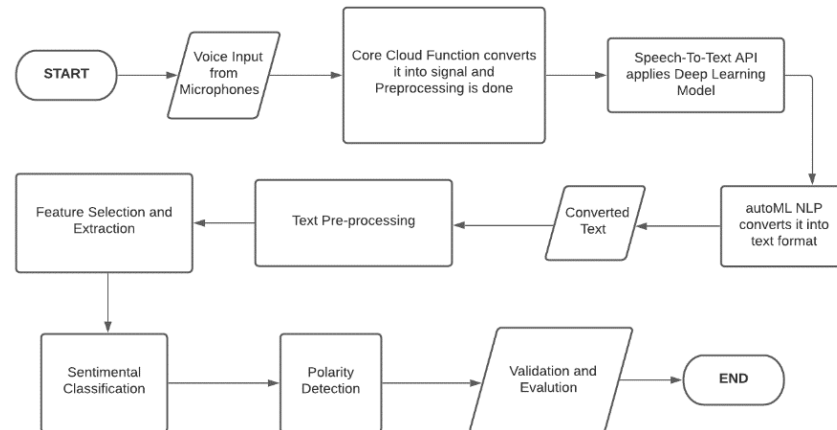 START
Voice Input
from
Microphones
Core Cloud Function converts
it into signal and
Preprocessing is done
Speech-To-Text API
applies Deep Learning
Model
autoML NLP
converts it into
text format
Converted
Text
Text Pre-processing
Feature Selection and
Extraction
Sentimental
Classification
Polarity
Detection
Validation and
Evalution
END